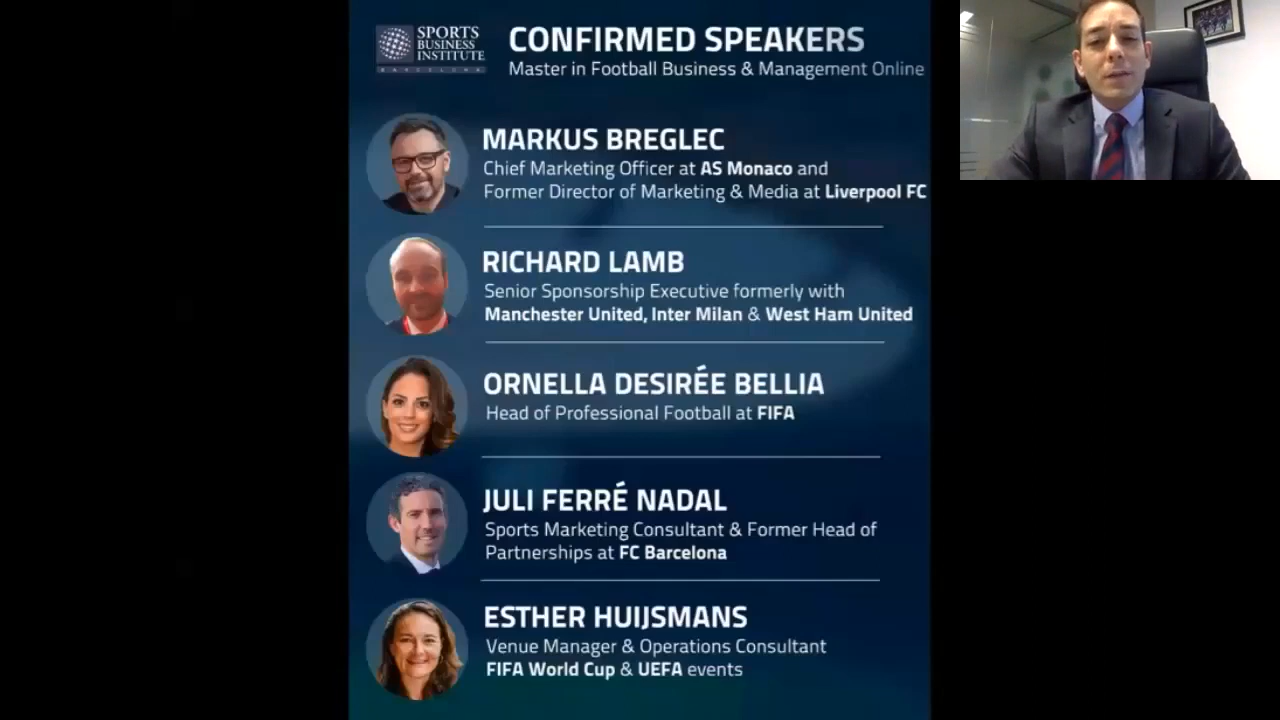 SPORTS
BUSINESS
INSTITUTE
BARCELONA
CONFIRMED SPEAKERS
Master in Football Business & Management Online
MARKUS BREGLEC
Chief Marketing Officer at AS Monaco and
Former Director of Marketing & Media at Liverpool FC
RICHARD LAMB
Senior Sponsorship Executive formerly with
Manchester United, Inter Milan & West Ham United
ORNELLA DESIRÉE BELLIA
Head of Professional Football at FIFA
JULI FERRÉ NADAL
Sports Marketing Consultant & Former Head of
Partnerships at FC Barcelona
ESTHER HUIJSMANS
Venue Manager & Operations Consultant
FIFA World Cup & UEFA events